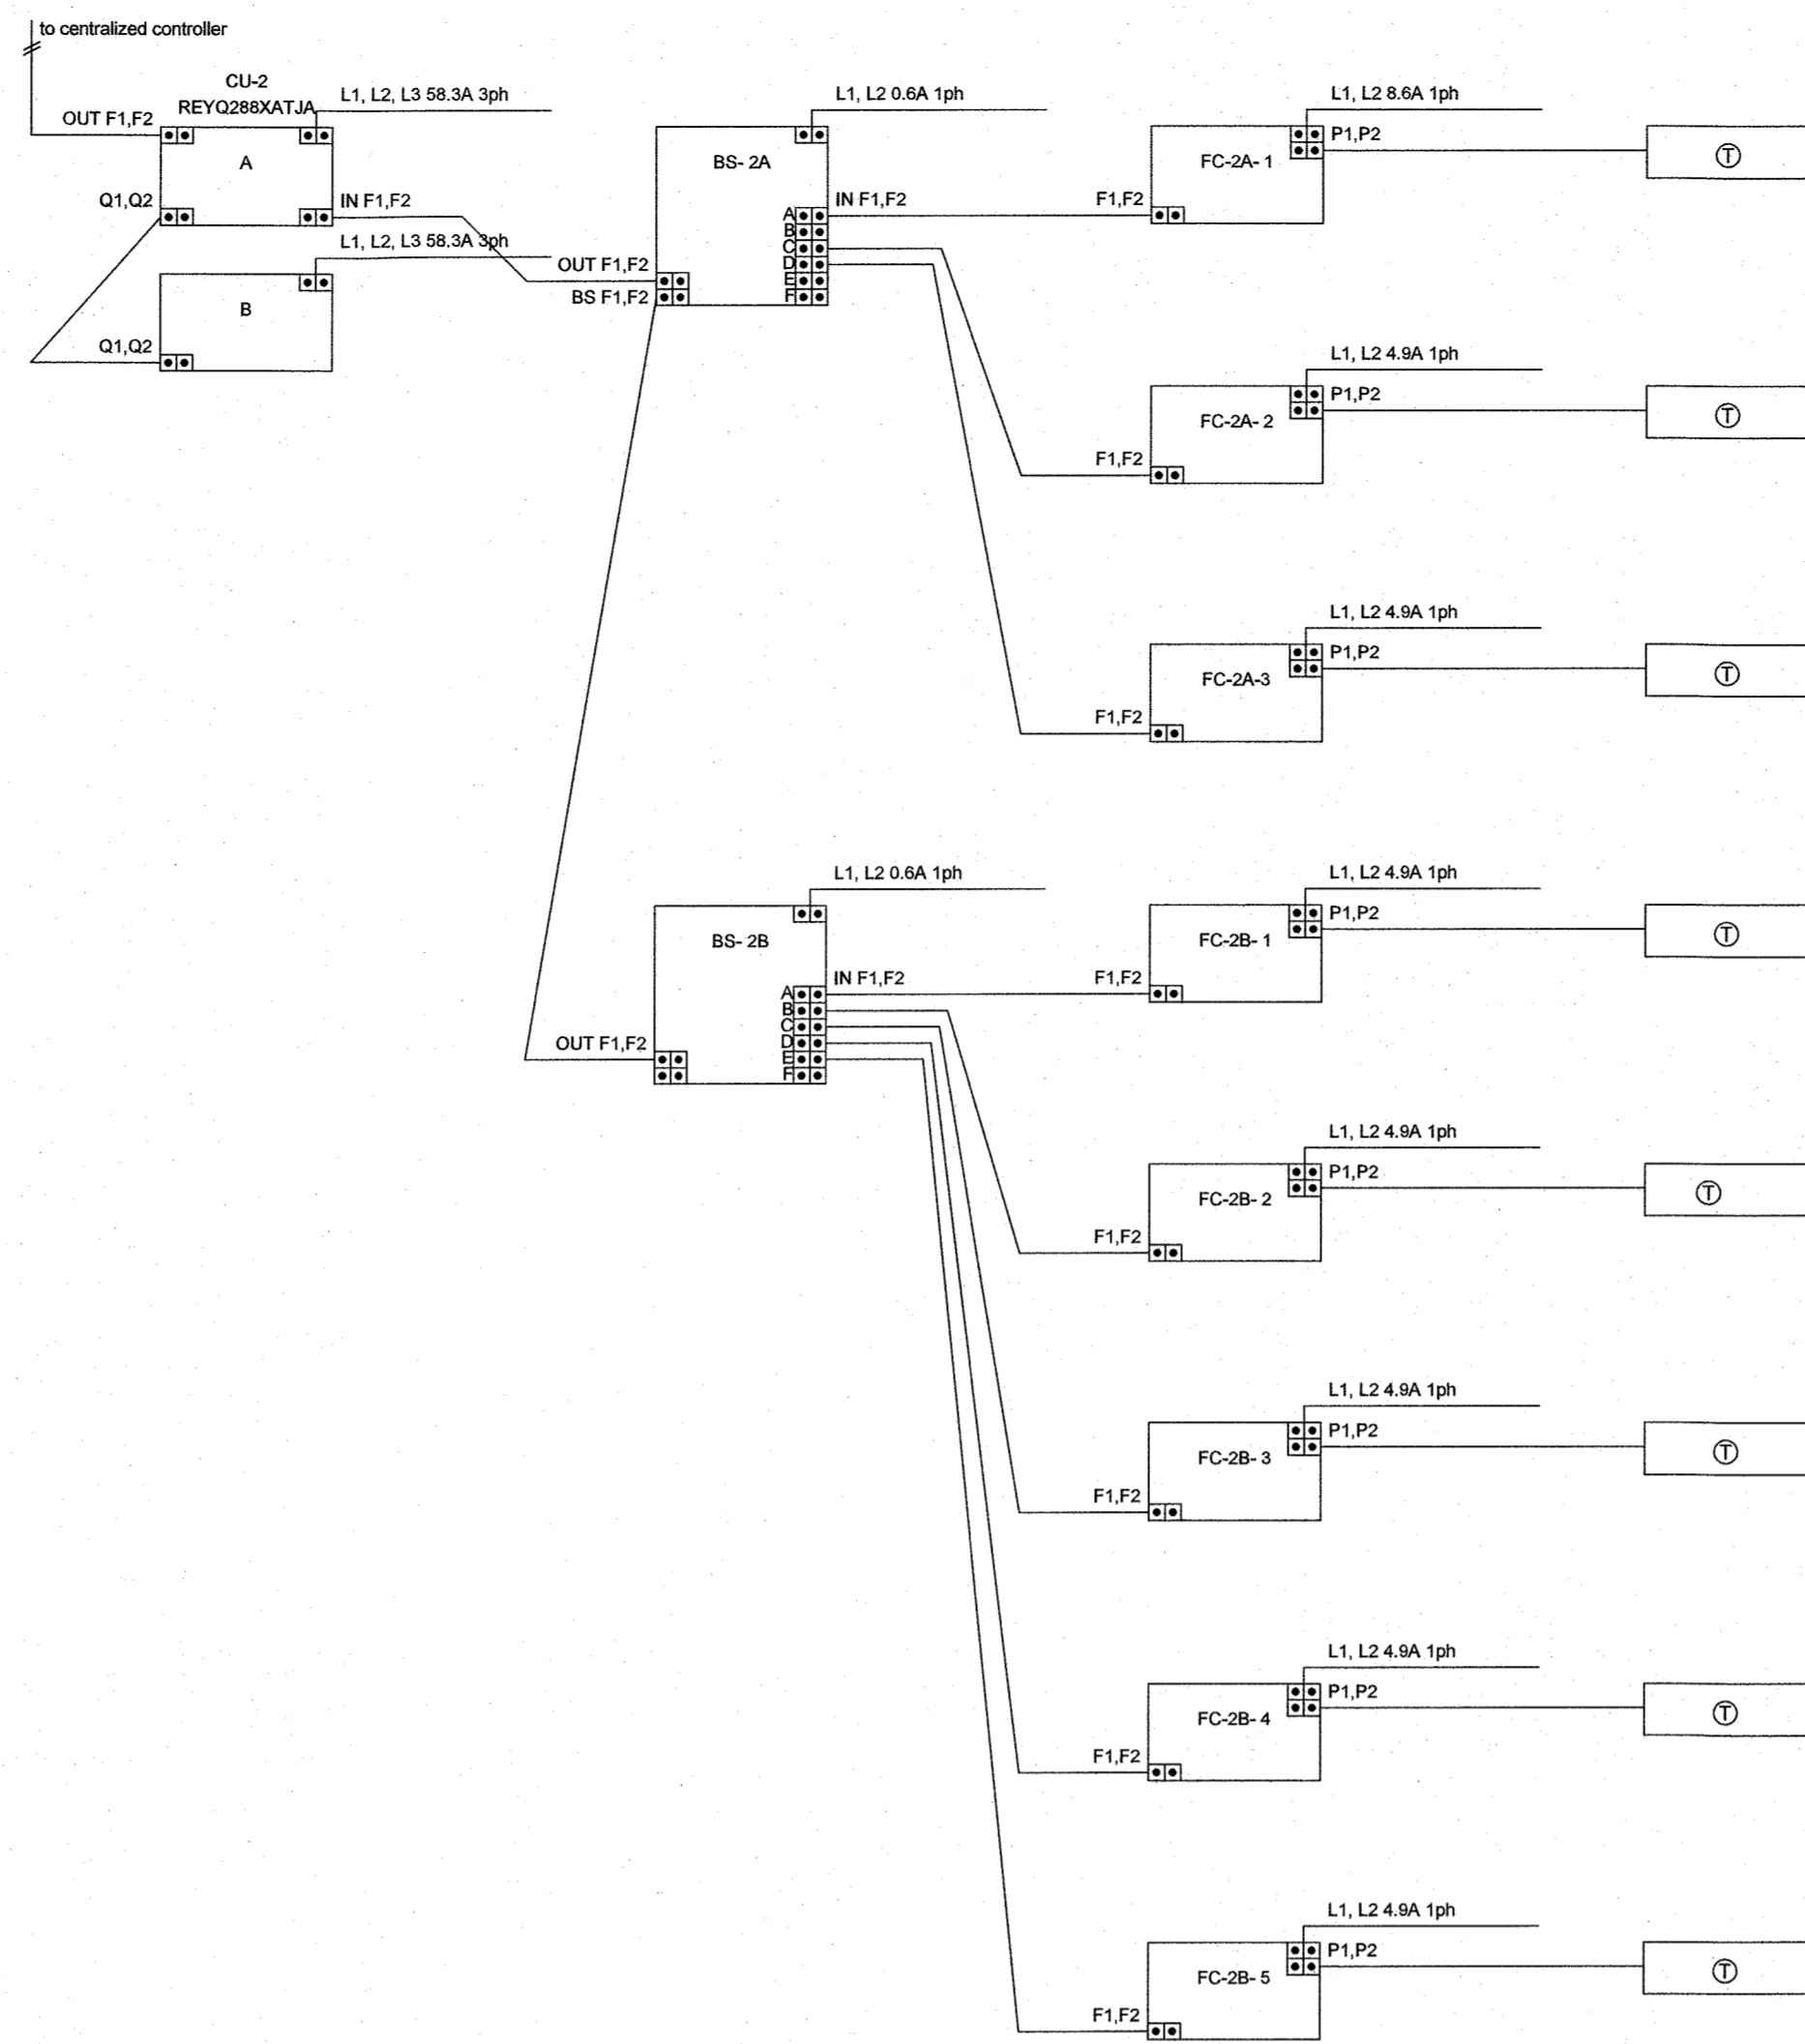 to centralized controller
CU-2
REYQ288XATJA
L1, L2, L3 58.3A 3ph
OUT F1,F2
A
Q1,Q2
IN F1,F2
L1, L2, L3 58.3A 3ph
B
Q1,Q2
L1, L2 0.6A 1ph
BS- 2A
IN F1,F2
A
B
C
D
E
F
OUT F1,F2
BS F1,F2
L1, L2 8.6A 1ph
P1,P2
FC-2A- 1
F1,F2
T
L1, L2 4.9A 1ph
P1,P2
FC-2A- 2
F1,F2
T
L1, L2 4.9A 1ph
P1,P2
FC-2A-3
F1,F2
T
L1, L2 0.6A 1ph
BS- 2B
IN F1,F2
A
B
C
D
E
F
OUT F1,F2
L1, L2 4.9A 1ph
P1,P2
FC-2B- 1
F1,F2
T
L1, L2 4.9A 1ph
P1,P2
FC-2B- 2
F1,F2
T
L1, L2 4.9A 1ph
P1,P2
FC-2B- 3
F1,F2
T
L1, L2 4.9A 1ph
P1,P2
FC-2B- 4
F1,F2
T
L1, L2 4.9A 1ph
P1,P2
FC-2B- 5
F1,F2
T